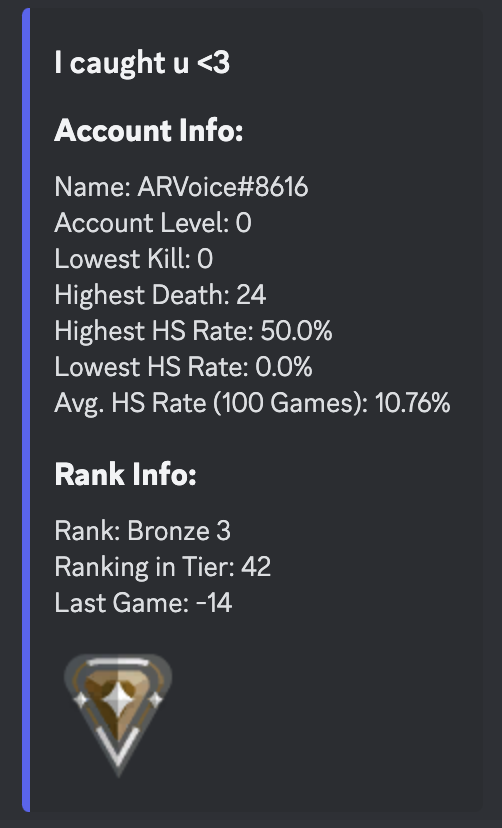 I caught u <3
Account Info:
Name: ARVoice#8616
Account Level: 0
Lowest Kill: 0
Highest Death: 24
Highest HS Rate: 50.0%
Lowest HS Rate: 0.0%
Avg. HS Rate (100 Games): 10.76%
Rank Info:
Rank: Bronze 3
Ranking in Tier: 42
Last Game: -14